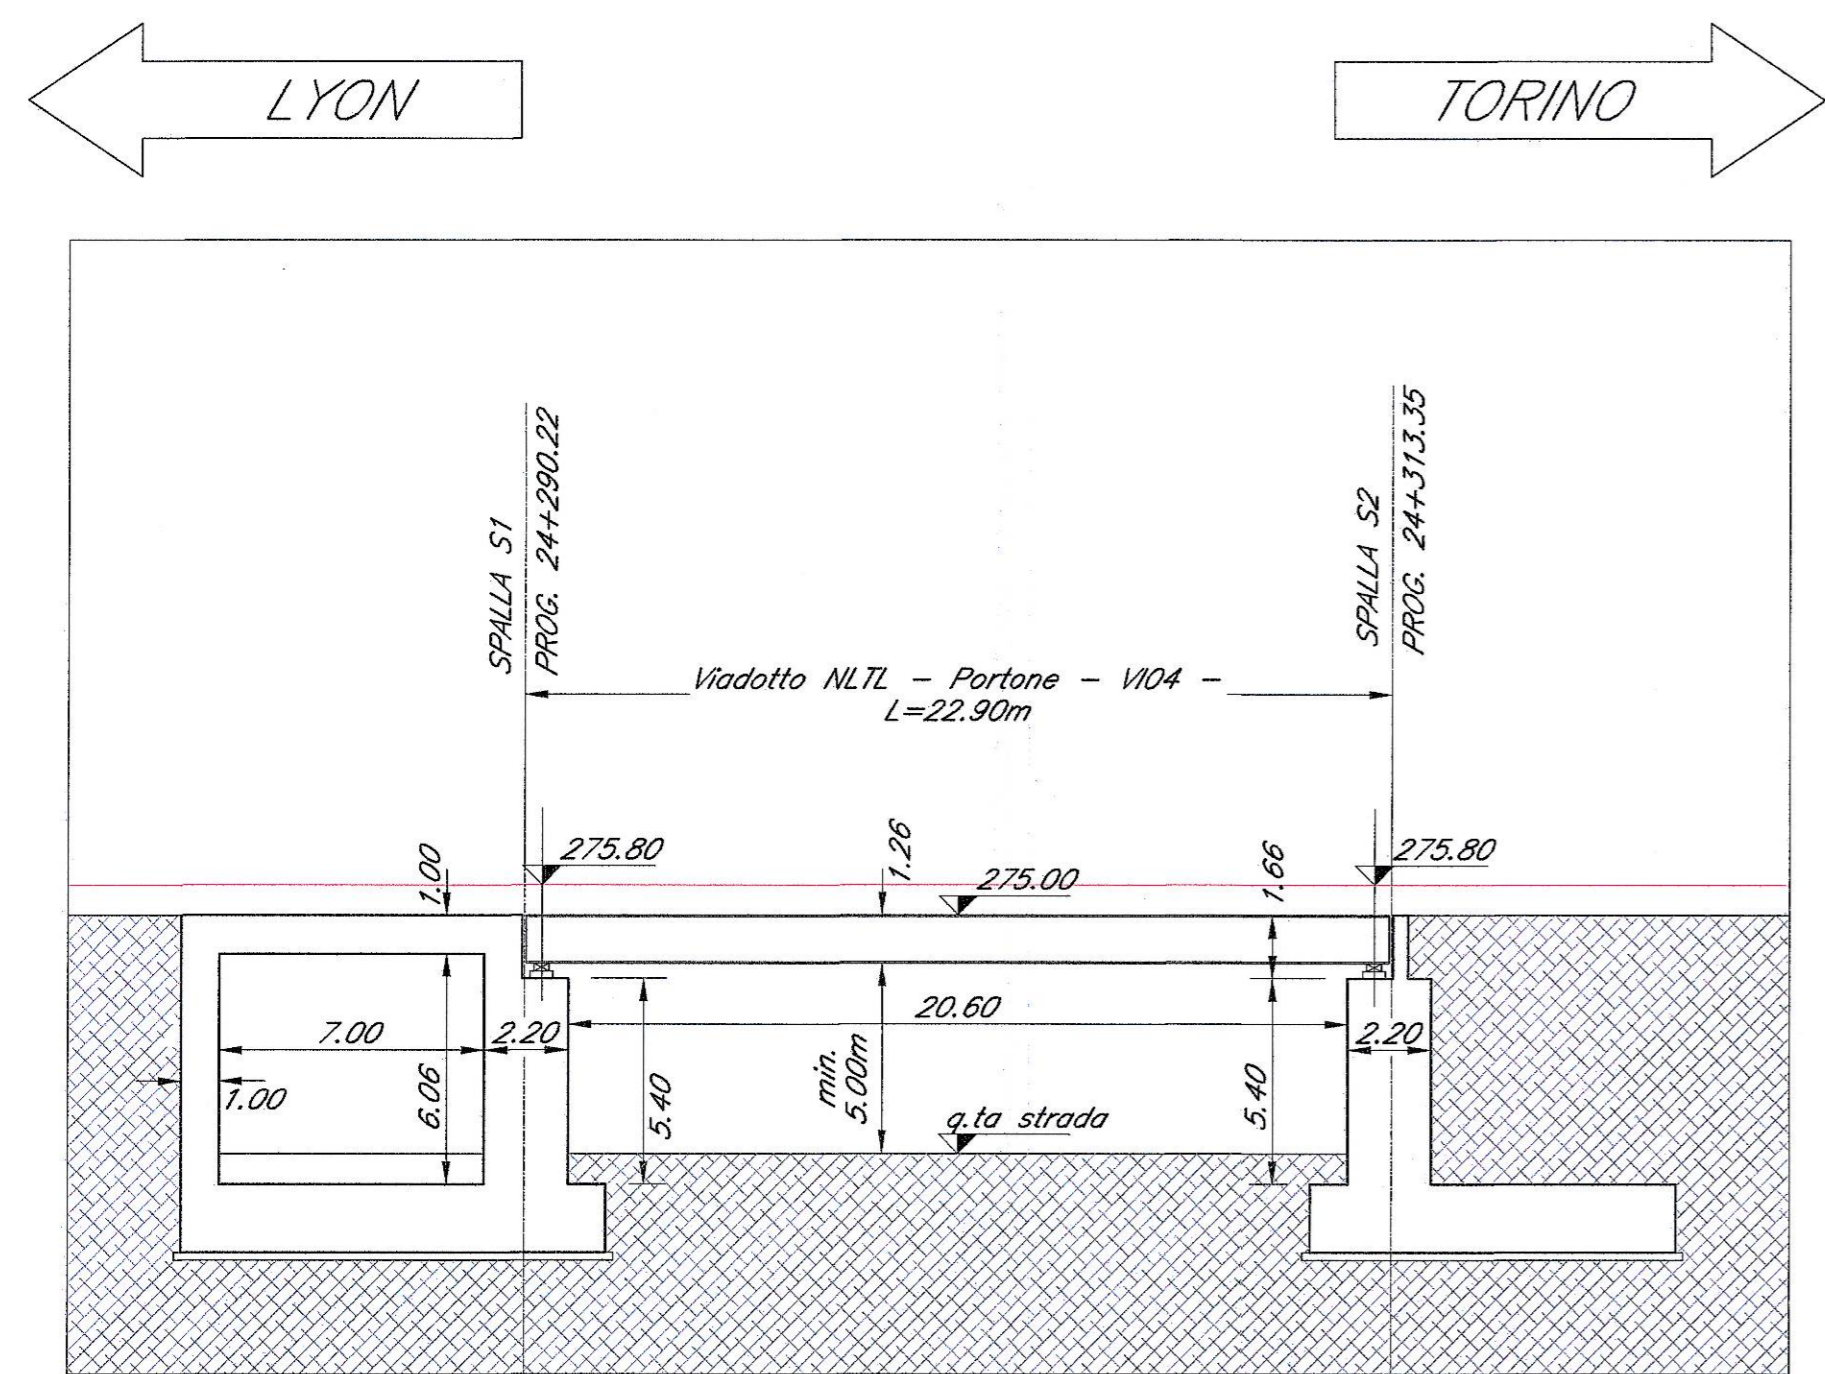 LYON
TORINO
SPALLA S1
PROG. 24+290.22
SPALLA S2
PROG. 24+313.35
Viadotto NLTL - Portone - VI04 -
L=22.90m
1.00
275.80
1.26
275.00
1.66
275.80
7.00
2.20
20.60
2.20
1.00
6.06
5.40
min.
5.00m
q.ta strada
5.40